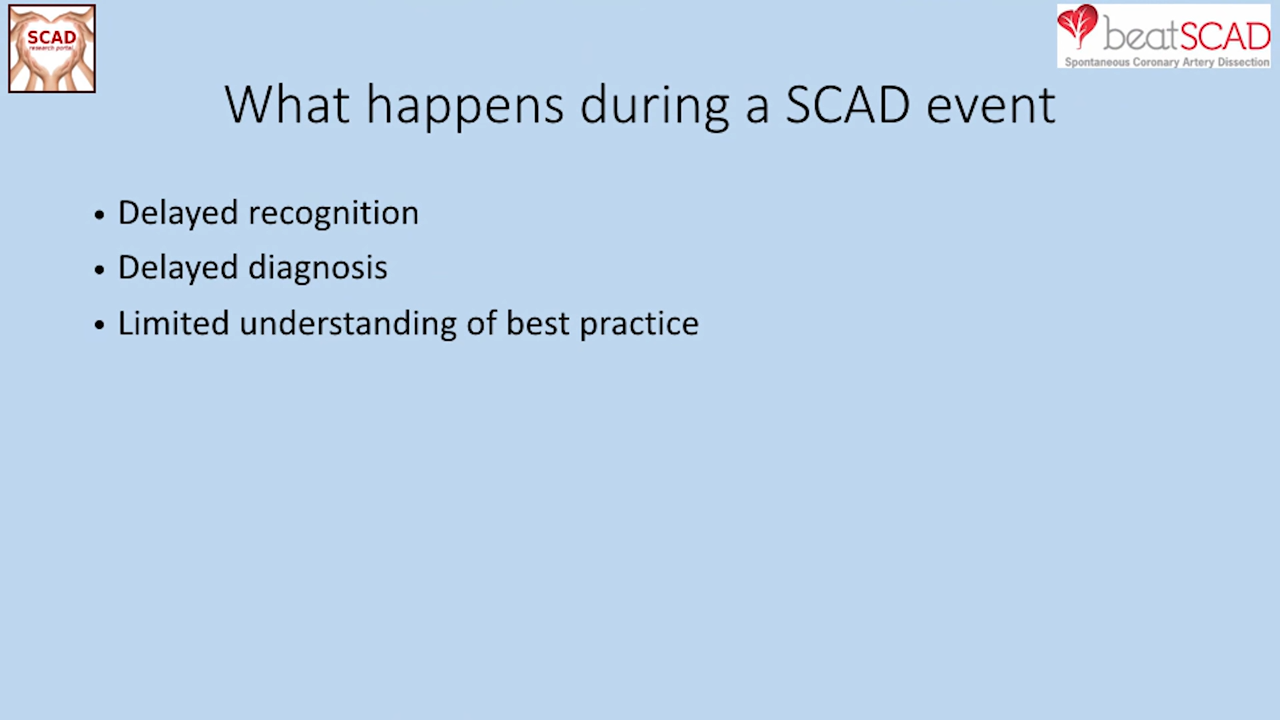 SCAD
research portal
beatSCAD
Spontaneous Coronary Artery Dissection
What happens during a SCAD event
• Delayed recognition
• Delayed diagnosis
• Limited understanding of best practice